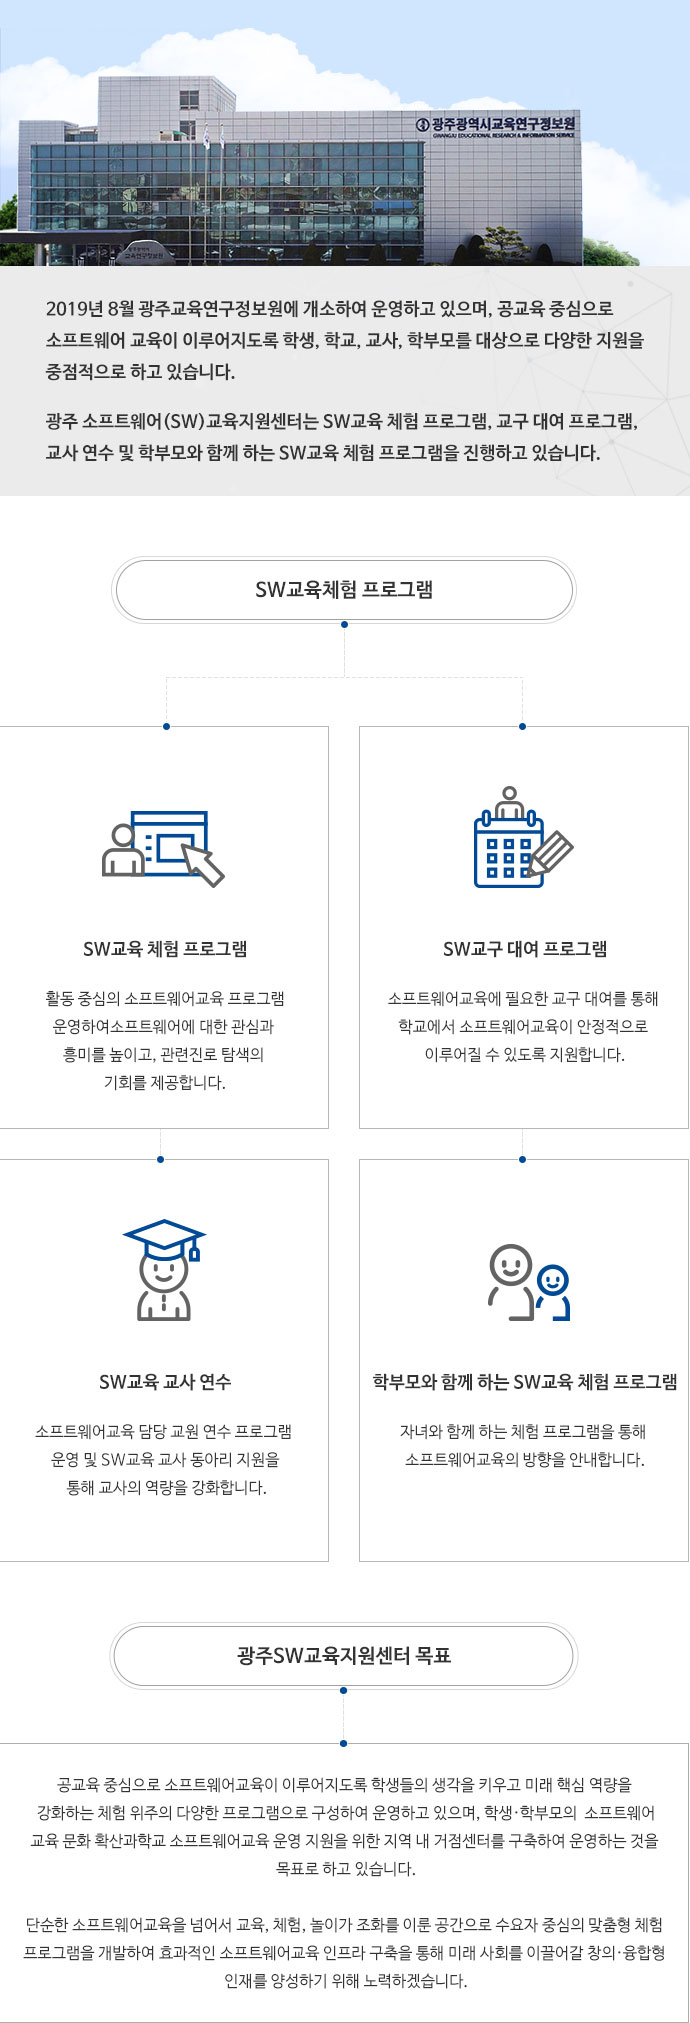 광주광역시교육연구정보원
GWANGJU EDUCATIONAL RESEARCH & INFORMATION SERVICE
교육연구정보원
2019년 8월 광주교육연구정보원에 개소하여 운영하고 있으며, 공교육 중심으로
소프트웨어 교육이 이루어지도록 학생, 학교, 교사, 학부모를 대상으로 다양한 지원을
중점적으로 하고 있습니다.
광주 소프트웨어(SW)교육지원센터는 SW교육 체험 프로그램, 교구 대여 프로그램,
교사 연수 및 학부모와 함께 하는 SW교육 체험 프로그램을 진행하고 있습니다.
SW교육체험 프로그램
SW교육 체험 프로그램
활동 중심의 소프트웨어교육 프로그램
운영하여소프트웨어에 대한 관심과
흥미를 높이고, 관련진로 탐색의
기회를 제공합니다.
SW교구 대여 프로그램
소프트웨어교육에 필요한 교구 대여를 통해
학교에서 소프트웨어교육이 안정적으로
이루어질 수 있도록 지원합니다.
SW교육 교사 연수
소프트웨어교육 담당 교원 연수 프로그램
운영 및 SW교육 교사 동아리 지원을
통해 교사의 역량을 강화합니다.
학부모와 함께 하는 SW교육 체험 프로그램
자녀와 함께 하는 체험 프로그램을 통해
소프트웨어교육의 방향을 안내합니다.
광주SW교육지원센터 목표
공교육 중심으로 소프트웨어교육이 이루어지도록 학생들의 생각을 키우고 미래 핵심 역량을
강화하는 체험 위주의 다양한 프로그램으로 구성하여 운영하고 있으며, 학생·학부모의 소프트웨어
교육 문화 확산과학교 소프트웨어교육 운영 지원을 위한 지역 내 거점센터를 구축하여 운영하는 것을
목표로 하고 있습니다.
단순한 소프트웨어교육을 넘어서 교육, 체험, 놀이가 조화를 이룬 공간으로 수요자 중심의 맞춤형 체험
프로그램을 개발하여 효과적인 소프트웨어교육 인프라 구축을 통해 미래 사회를 이끌어갈 창의·융합형
인재를 양성하기 위해 노력하겠습니다.